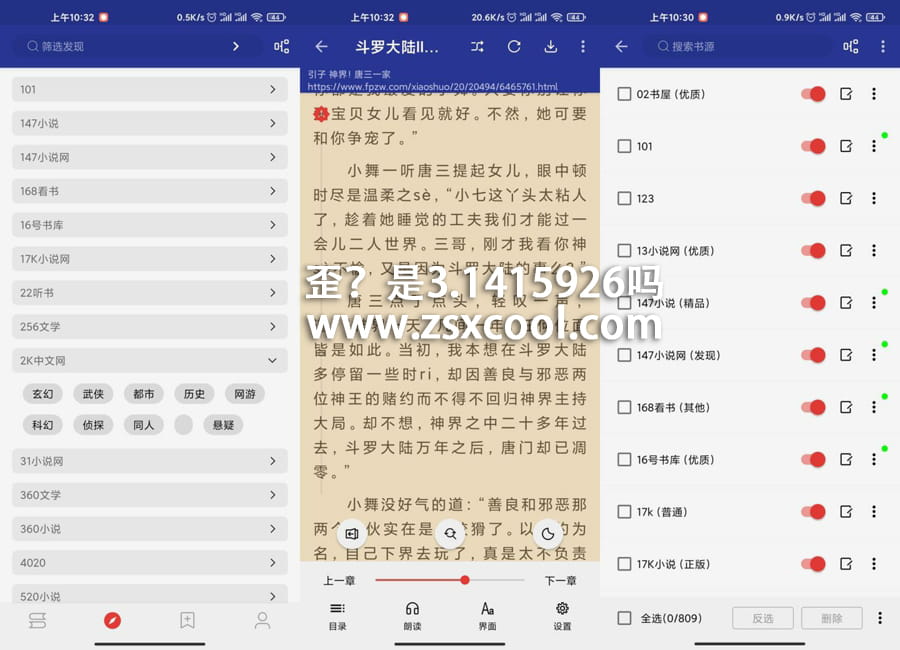 上午10:32
0.5K/s
44
筛选发现
101
147小说
147小说网
168看书
16号书库
17K小说网
22听书
256文学
2K中文网
玄幻 武侠 都市 历史 网游
科幻 侦探 同人 悬疑
31小说网
360文学
360小说
4020
520小说
上午10:32
20.6K/s
44
斗罗大陆II...
引子 神界！唐三一家
https://www.fpzw.com/xiaoshuo/20/20494/6465761.html
宝贝女儿看见就好。不然，她可要
和你争宠了。”
小舞一听唐三提起女儿，眼中顿
时尽是温柔之sè，“小七这丫头太粘人
了，趁着她睡觉的工夫我们才能过一
会儿二人世界。三哥，刚才我看你神
唐三点了点头，轻叹一声，
皆是如此。当初，我本想在斗罗大陆
多停留一些时rì，却因善良与邪恶两
位神王的赌约而不得不回归神界主持
大局。却不想，神界之中二十多年过
去，斗罗大陆万年之后，唐门却已凋
零。”
小舞没好气的道：“善良和邪恶那
两个 伙实在是 猾了。以 为
名，自己下界去玩了，真是太不负责
上一章 下一章
目录 朗读 界面 设置
歪？是3.1415926吗
www.zsxcool.com
上午10:30
0.9K/s
44
搜索书源
02书屋 (优质)
101
123
13小说网 (优质)
147小说 (精品)
147小说网 (发现)
168看书 (其他)
16号书库 (优质)
17k (普通)
17K小说 (正版)
全选(0/809) 反选 删除